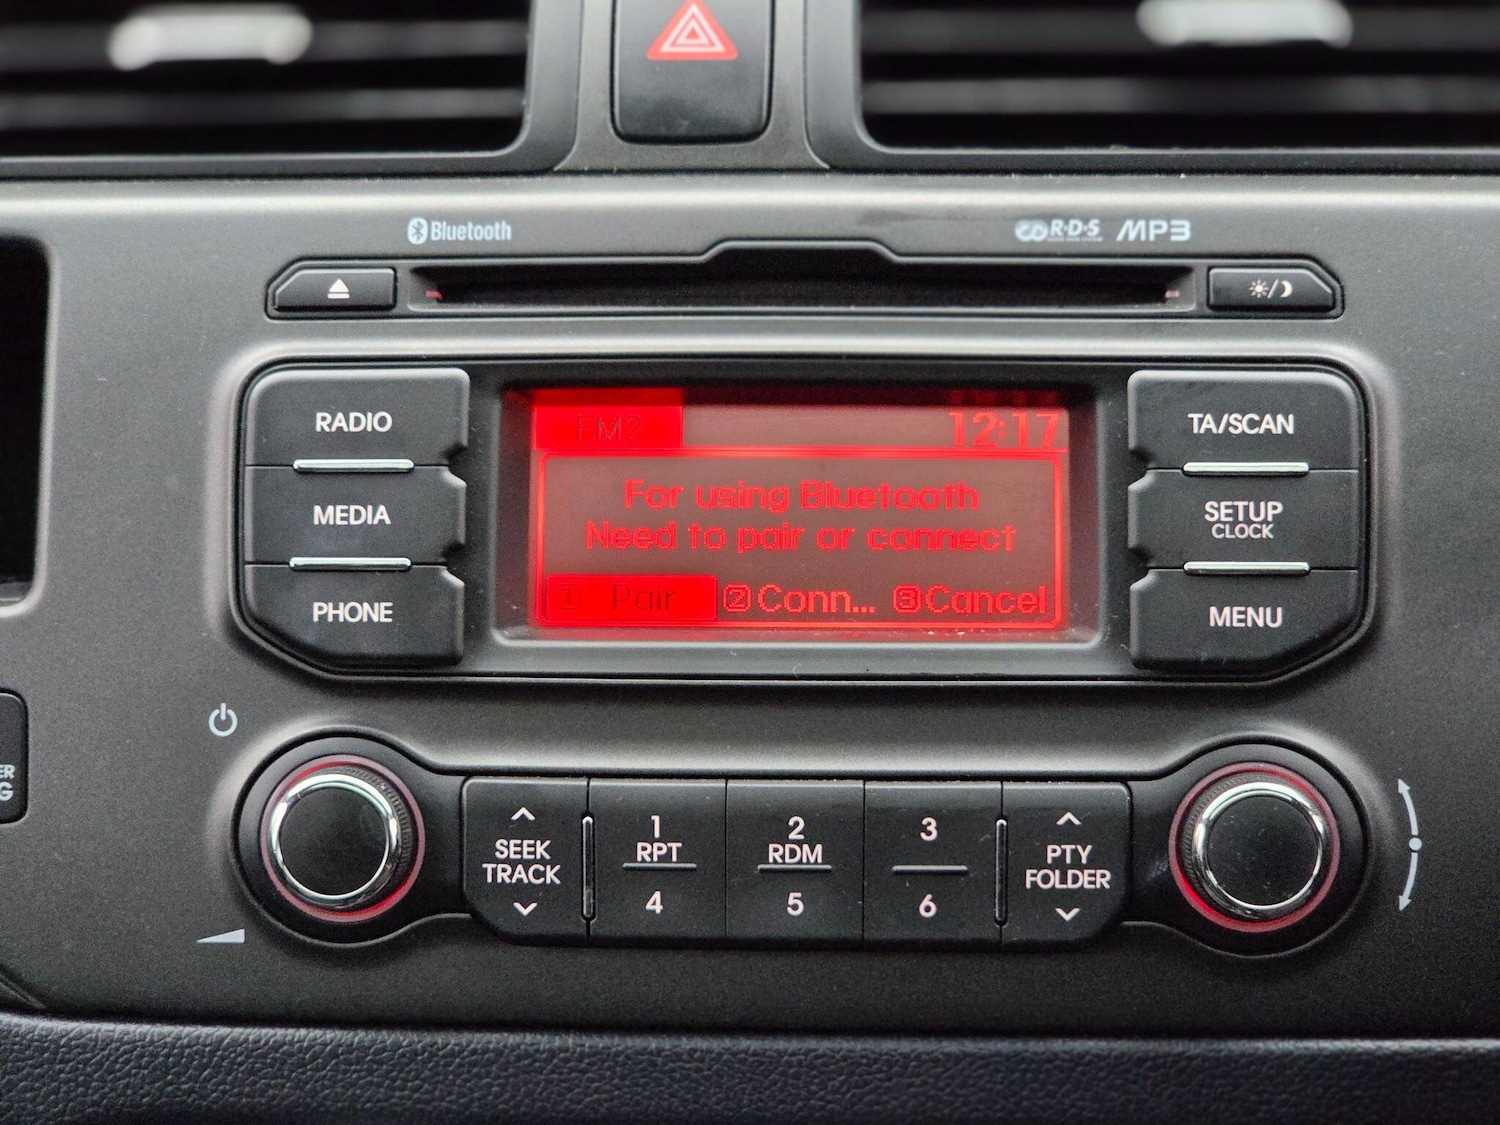 Bluetooth
R·D·S MP3
RADIO
MEDIA
PHONE
FM2 12:17
For using Bluetooth
Need to pair or connect
1 Pair 2 Conn... 3 Cancel
TA/SCAN
SETUP
CLOCK
MENU
SEEK
TRACK
1
RPT
4
2
RDM
5
3
6
PTY
FOLDER
ER
G